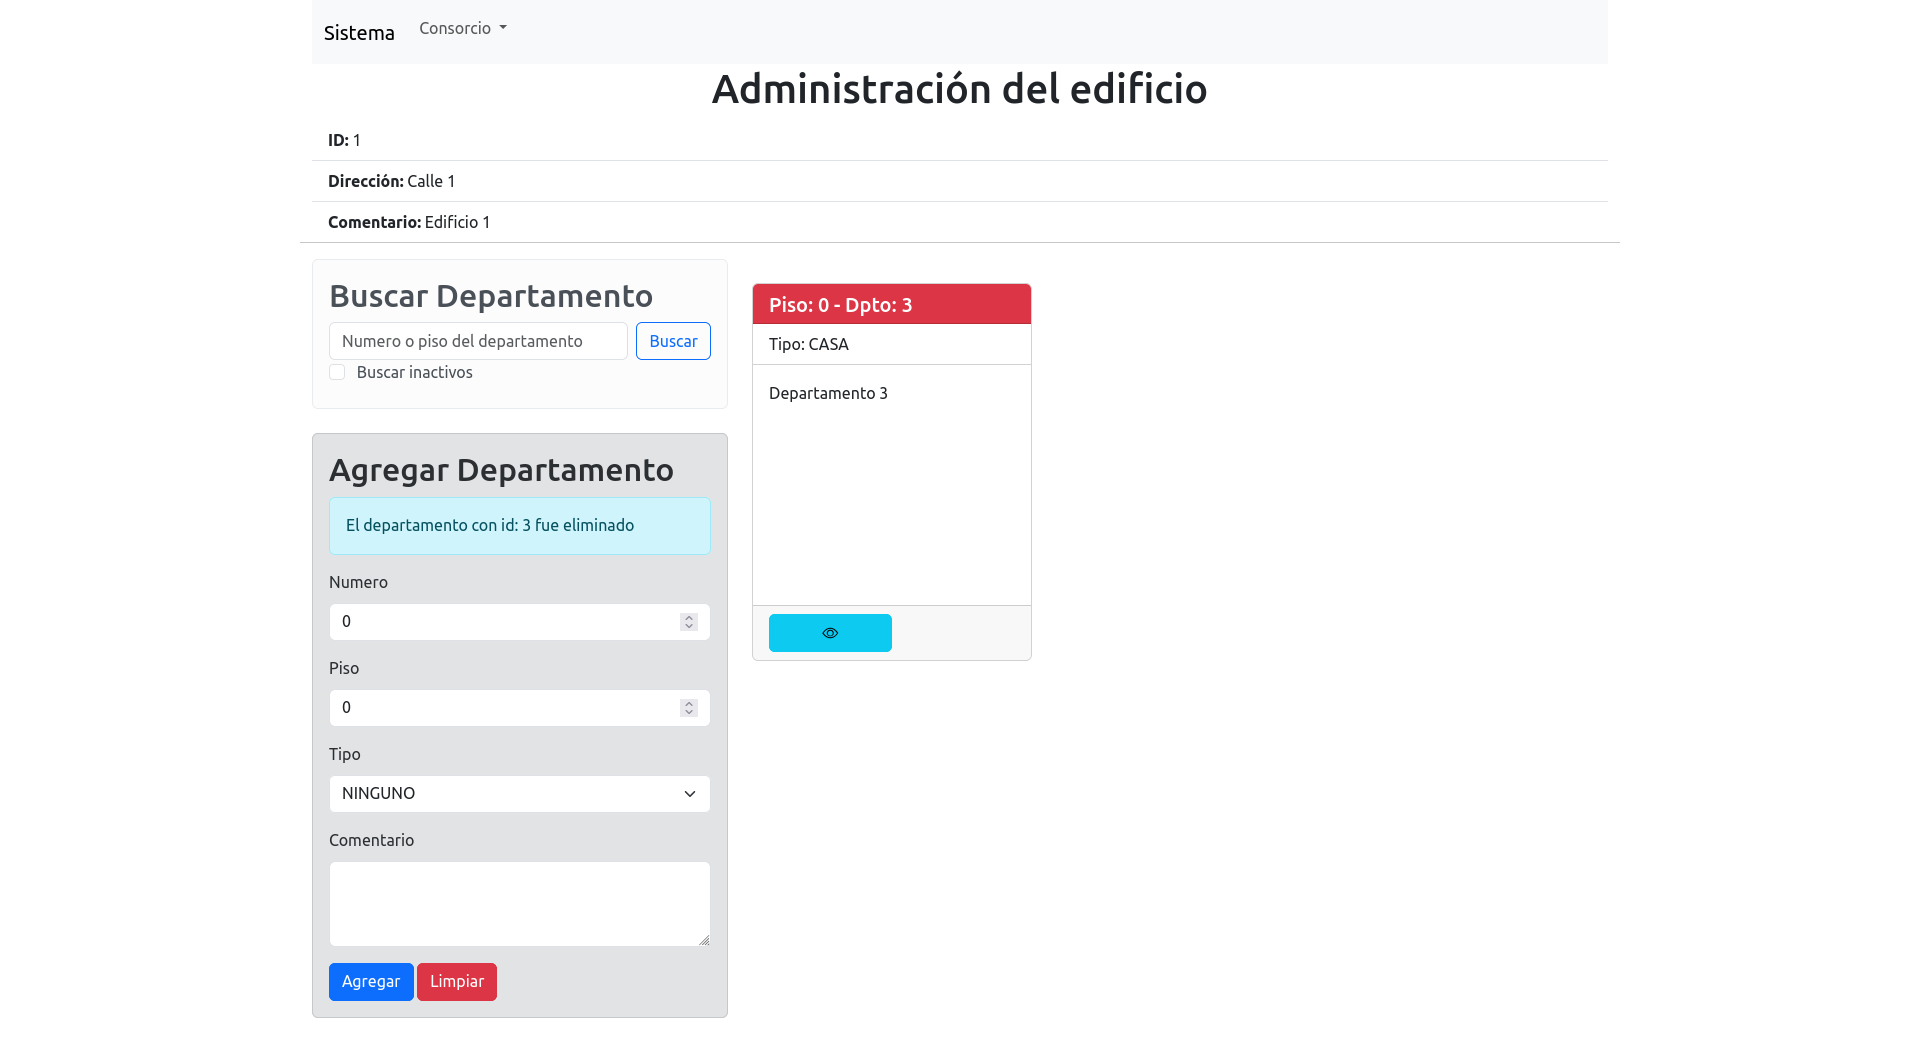 Sistema
Consorcio
Administración del edificio
ID: 1
Dirección: Calle 1
Comentario: Edificio 1
Buscar Departamento
Numero o piso del departamento
Buscar
Buscar inactivos
Agregar Departamento
El departamento con id: 3 fue eliminado
Numero
0
Piso
0
Tipo
NINGUNO
Comentario
Agregar
Limpiar
Piso: 0 - Dpto: 3
Tipo: CASA
Departamento 3